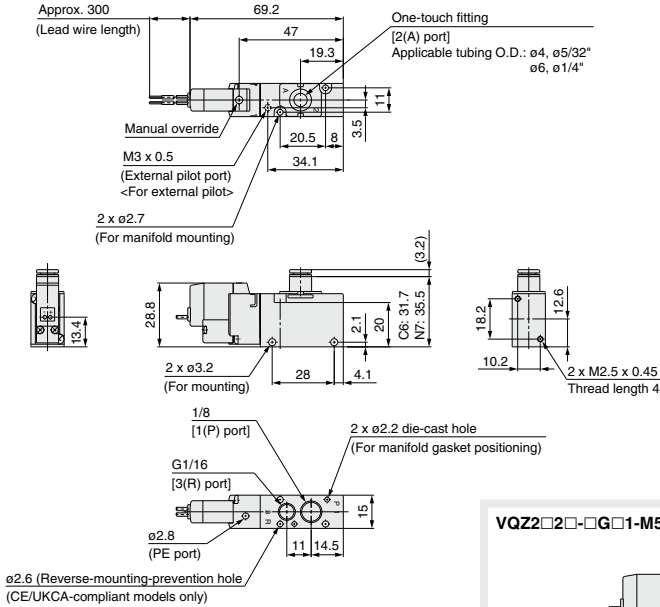 Approx. 300
(Lead wire length)
69.2
47
19.3
One-touch fitting
[2(A) port]
Applicable tubing O.D.: ø4, ø5/32"
ø6, ø1/4"
A
2
11
3.5
Manual override
20.5
8
M3 x 0.5
(External pilot port)
<For external pilot>
34.1
2 x ø2.7
(For manifold mounting)
(3.2)
28.8
13.4
2.1
20
C6: 31.7
N7: 35.5
18.2
12.6
2 x ø3.2
(For mounting)
28
4.1
10.2
2 x M2.5 x 0.45
Thread length 4
1/8
[1(P) port]
2 x ø2.2 die-cast hole
(For manifold gasket positioning)
G1/16
[3(R) port]
P
R
15
ø2.8
(PE port)
11
14.5
ø2.6 (Reverse-mounting-prevention hole
(CE/UKCA-compliant models only)
VQZ2□2□-□G□1-M5